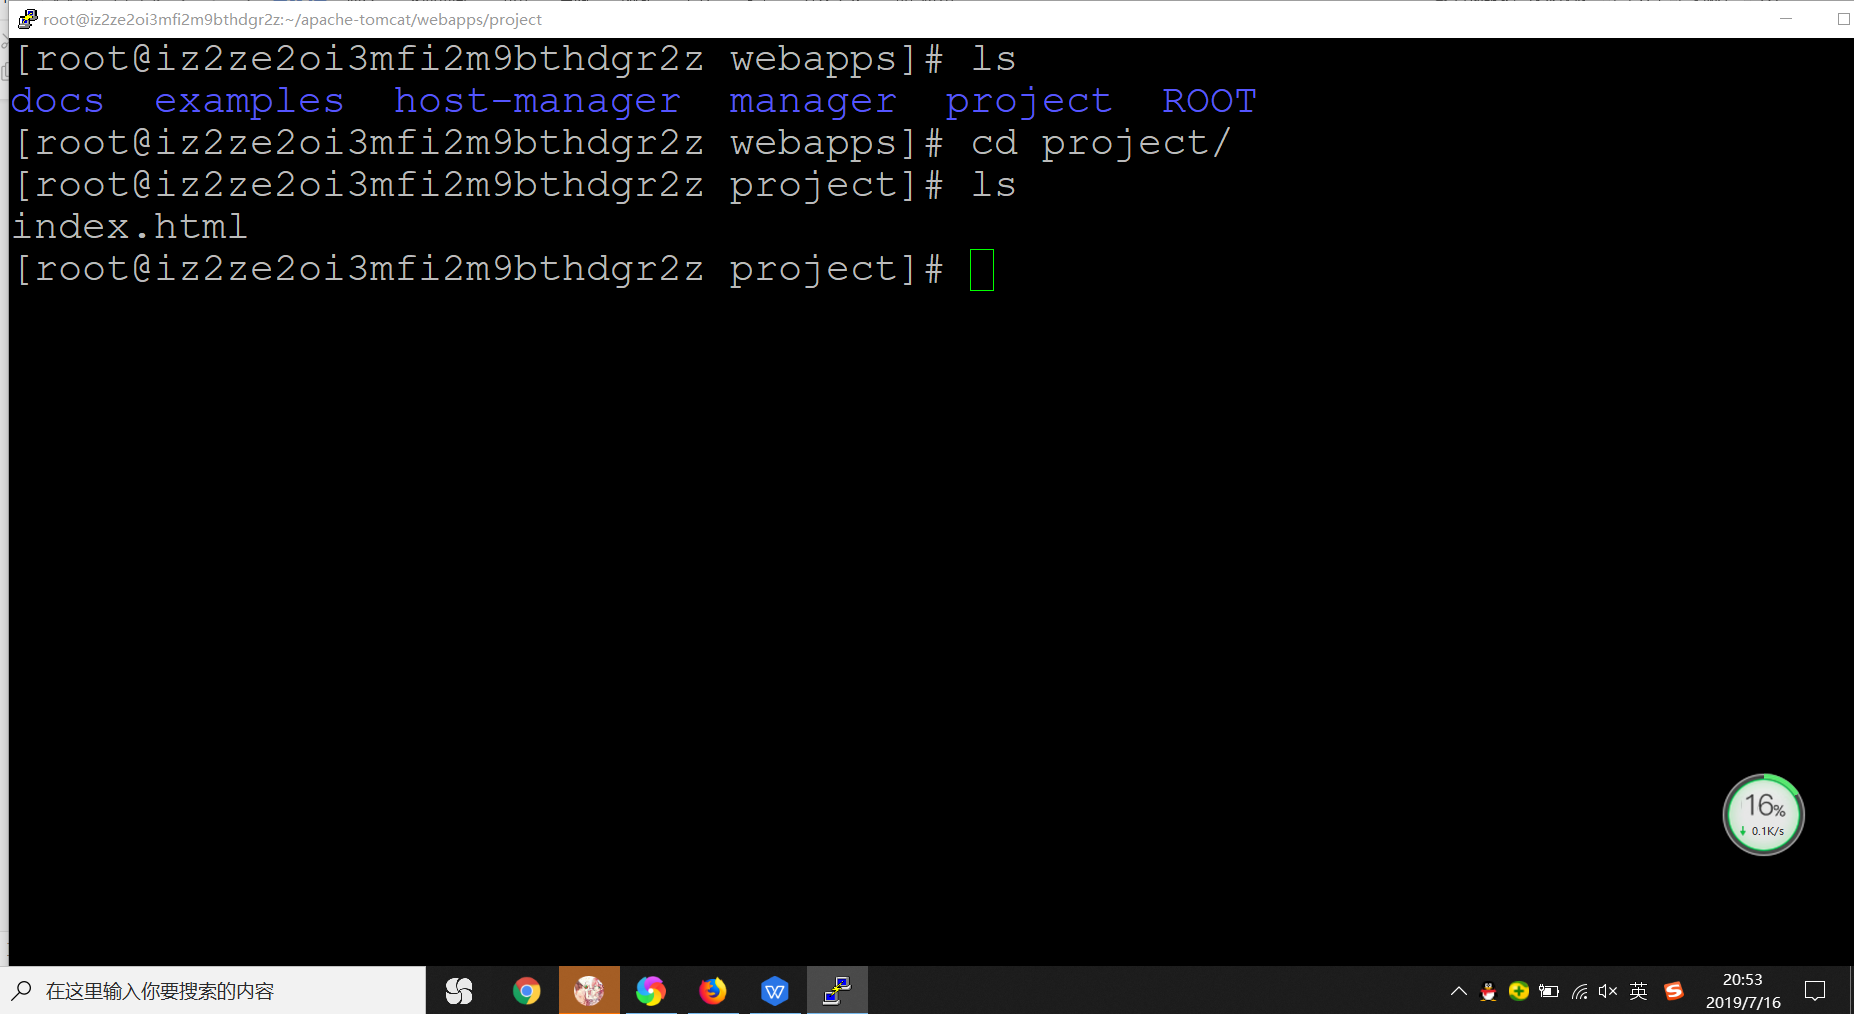 root@iz2ze2oi3mfi2m9bthdgr2z:~/apache-tomcat/webapps/project
[root@iz2ze2oi3mfi2m9bthdgr2z webapps]# ls
docs  examples  host-manager  manager  project  ROOT
[root@iz2ze2oi3mfi2m9bthdgr2z webapps]# cd project/
[root@iz2ze2oi3mfi2m9bthdgr2z project]# ls
index.html
[root@iz2ze2oi3mfi2m9bthdgr2z project]#
16%
0.1K/s
在这里输入你要搜索的内容
英
20:53
2019/7/16